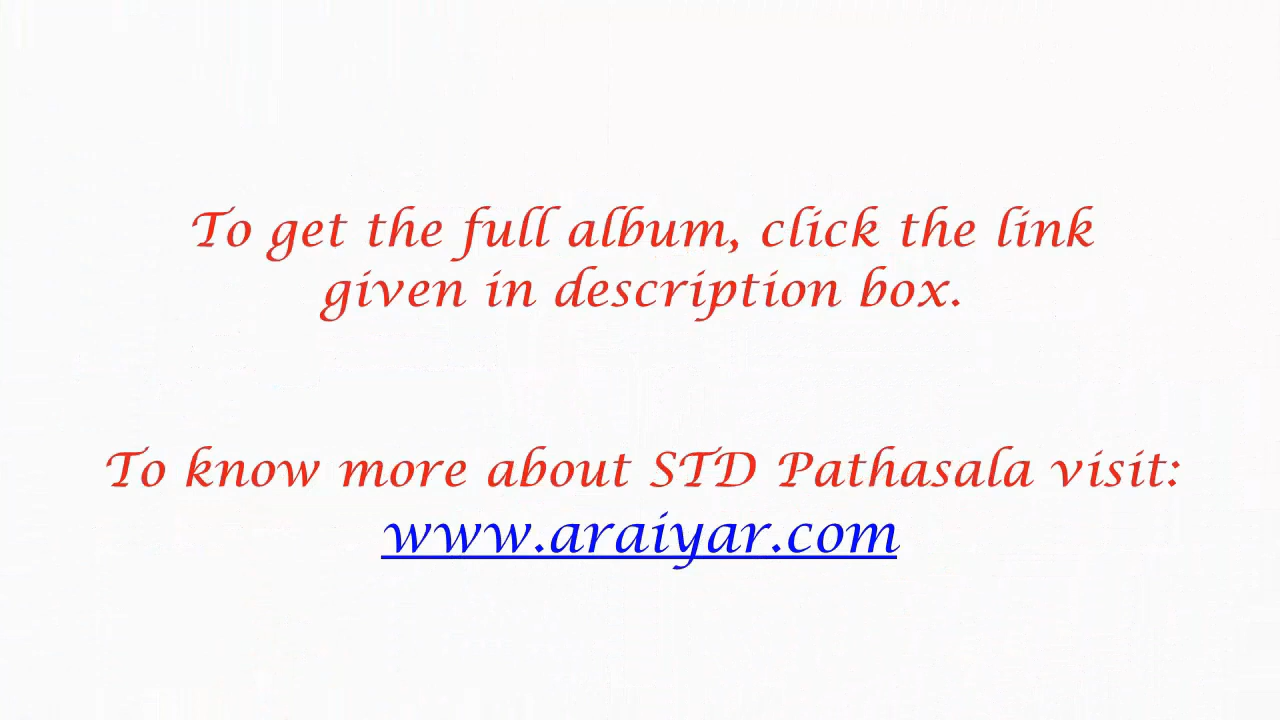 To get the full album, click the link
given in description box.
To know more about STD Pathasala visit:
www.araiyar.com